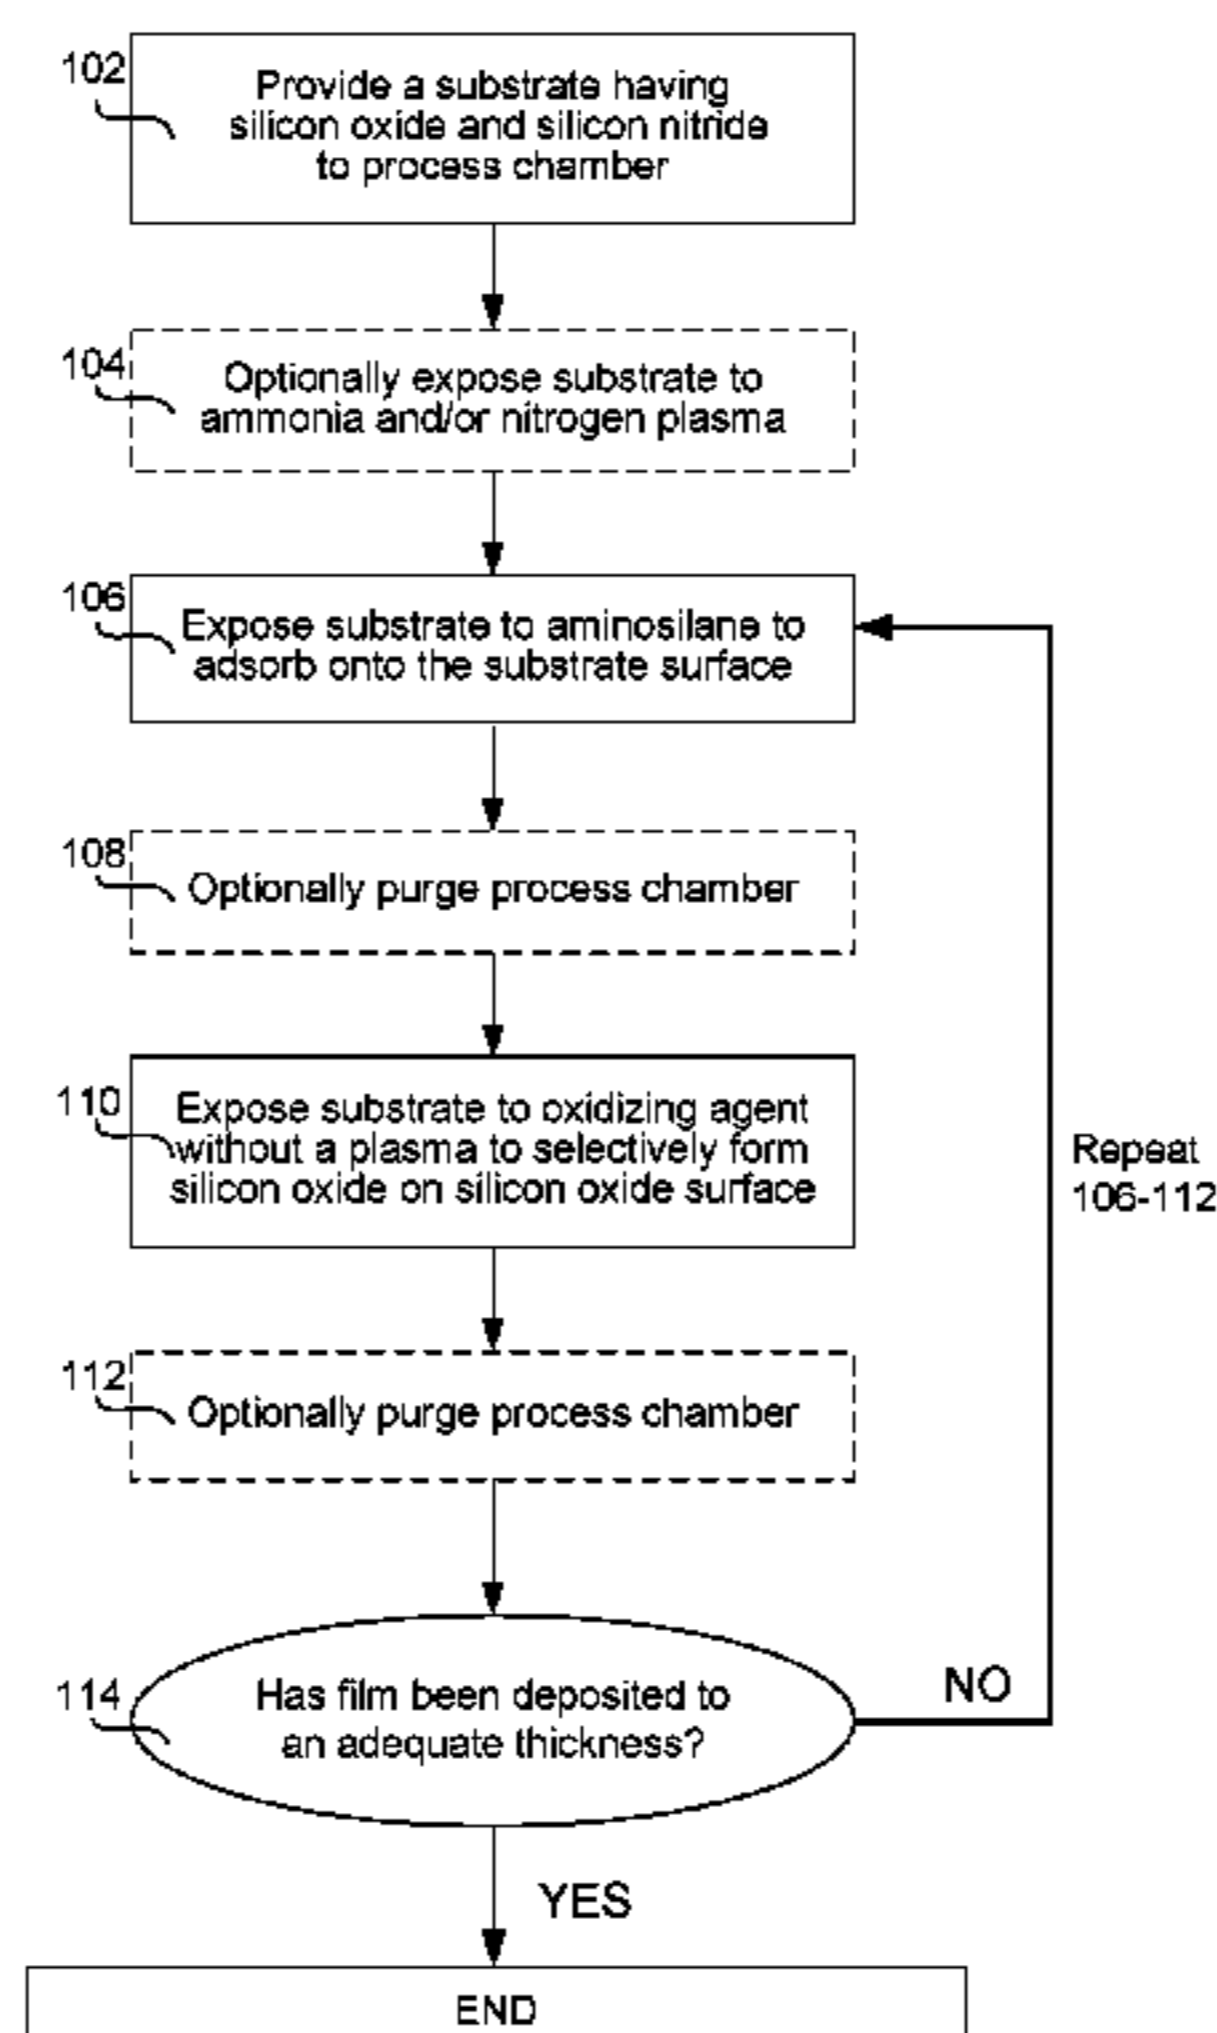 102
Provide a substrate having
silicon oxide and silicon nitride
to process chamber
104
Optionally expose substrate to
ammonia and/or nitrogen plasma
106
Expose substrate to aminosilane to
adsorb onto the substrate surface
108
Optionally purge process chamber
110
Expose substrate to oxidizing agent
without a plasma to selectively form
silicon oxide on silicon oxide surface
Repeat
106-112
112
Optionally purge process chamber
114
Has film been deposited to
an adequate thickness?
NO
YES
END